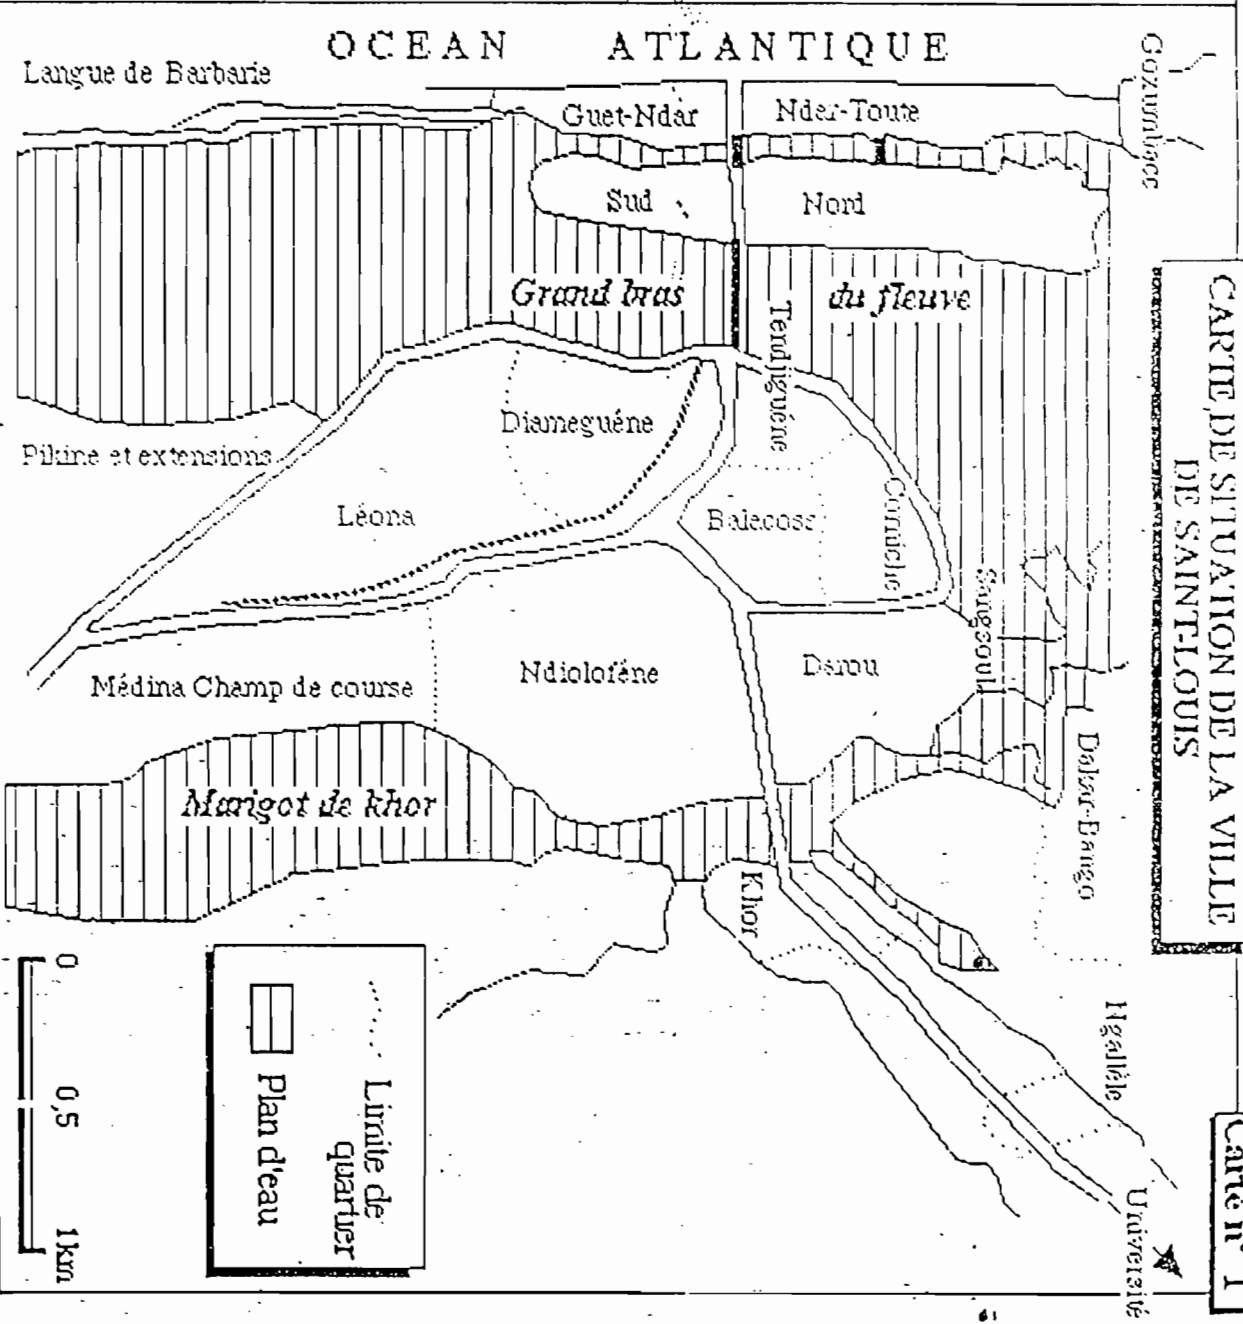 Carte n° 1
CARTE DE SITUATION DE LA VILLE
DE SAINT-LOUIS
OCEAN ATLANTIQUE
Langue de Barbarie
Guet-Ndar
Ndar-Toute
Sud
Nord
Grand bras
du fleuve
Tendjiguéne
Diameguéne
Pikine et extensions
Léona
Balacoss
Corniche
Médina Champ de course
Ndiolofène
Darou
Dakar-Bango
Marigot de khor
Khor
Ngallèle
Université
Limite de
quartier
Plan d'eau
0
0,5
1km